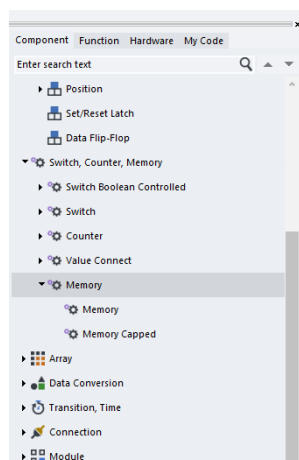 Component Function Hardware My Code
Enter search text
Position
Set/Reset Latch
Data Flip-Flop
Switch, Counter, Memory
Switch Boolean Controlled
Switch
Counter
Value Connect
Memory
Memory
Memory Capped
Array
Data Conversion
Transition, Time
Connection
Module